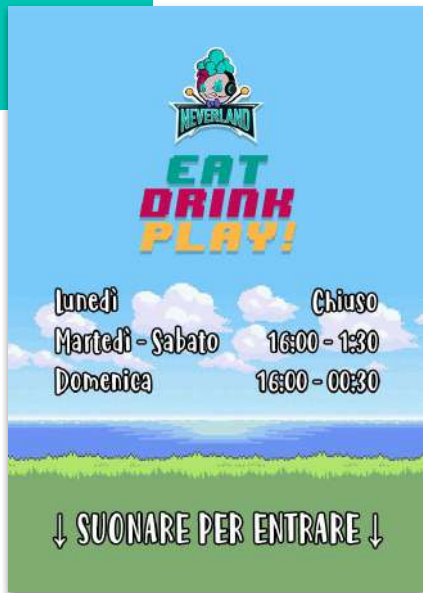 NEVERLAND
EAT
DRINK
PLAY!
Lunedì Chiuso
Martedì - Sabato 16:00 - 1:30
Domenica 16:00 - 00:30
↓ SUONARE PER ENTRARE ↓